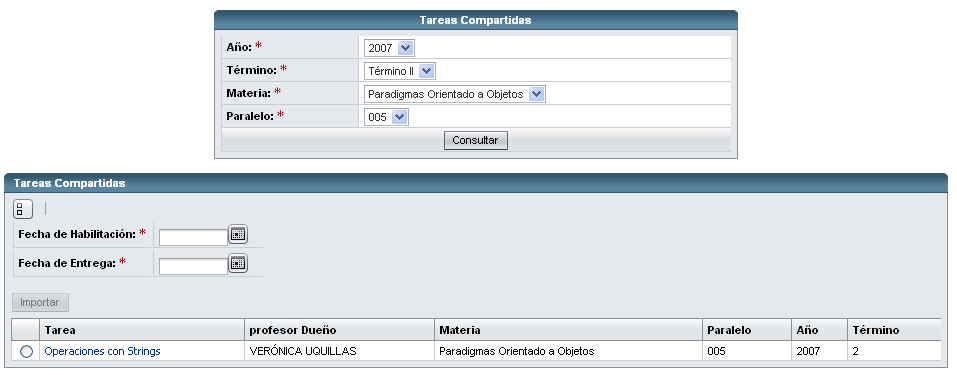 Tareas Compartidas
Año: * 2007
Término: * Término II
Materia: * Paradigmas Orientado a Objetos
Paralelo: * 005
Consultar
Tareas Compartidas
Fecha de Habilitación: *
Fecha de Entrega: *
Importar
Tarea profesor Dueño Materia Paralelo Año Término
Operaciones con Strings VERÓNICA UQUILLAS Paradigmas Orientado a Objetos 005 2007 2